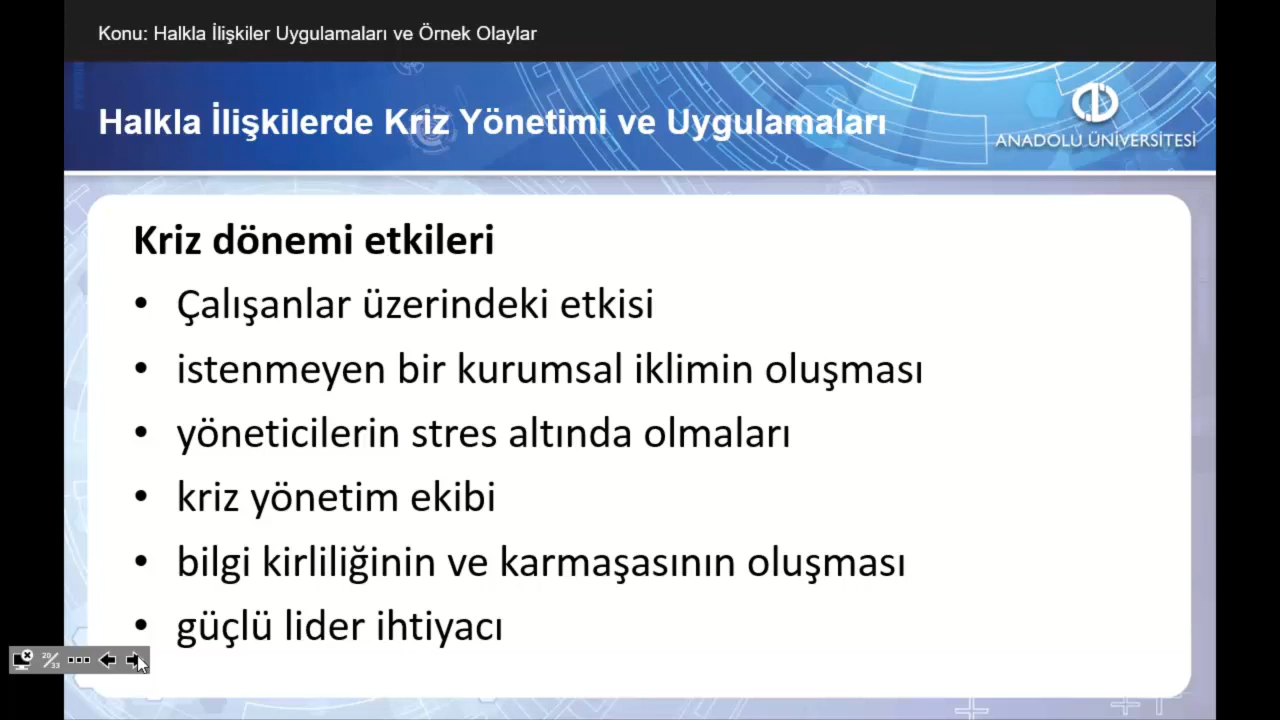 Konu: Halkla İlişkiler Uygulamaları ve Örnek Olaylar
Halkla İlişkilerde Kriz Yönetimi ve Uygulamaları
ANADOLU ÜNİVERSİTESİ
Kriz dönemi etkileri
• Çalışanlar üzerindeki etkisi
• istenmeyen bir kurumsal iklimin oluşması
• yöneticilerin stres altında olmaları
• kriz yönetim ekibi
• bilgi kirliliğinin ve karmaşasının oluşması
• güçlü lider ihtiyacı
20/33